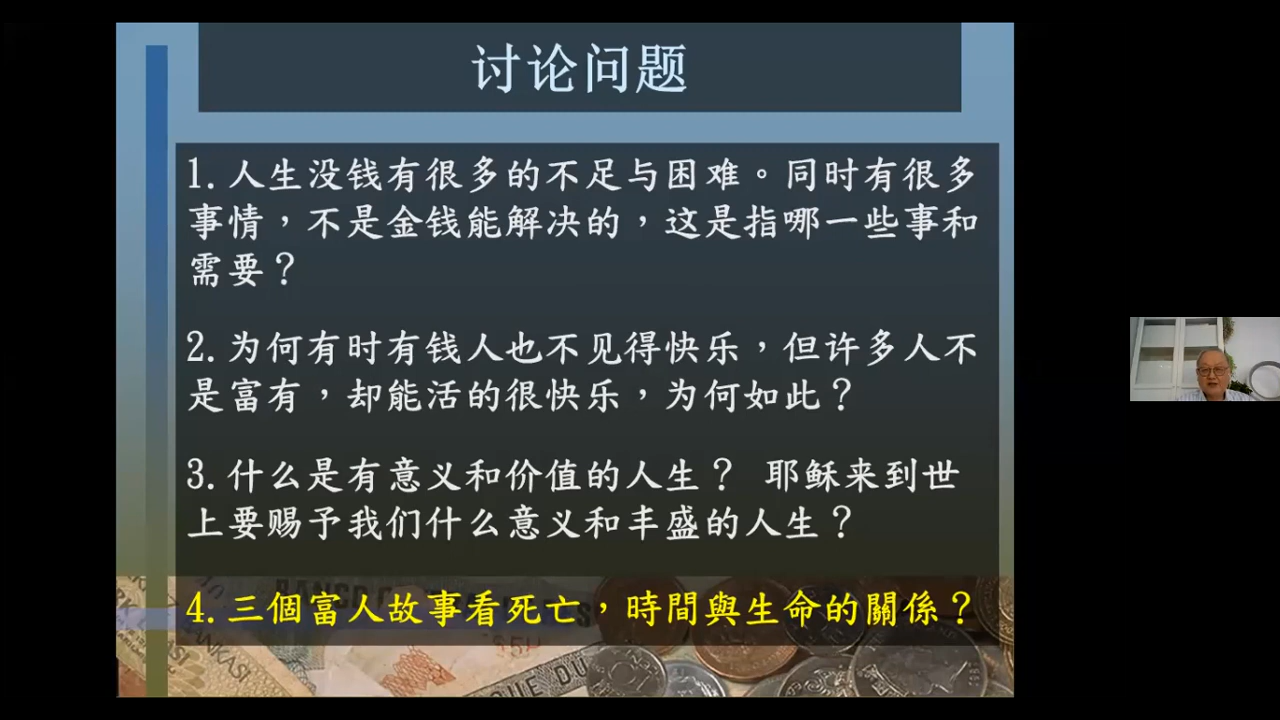 讨论问题
1.人生没钱有很多的不足与困难。同时有很多
事情，不是金钱能解决的，这是指哪一些事和
需要？
2.为何有时有钱人也不见得快乐，但许多人不
是富有，却能活的很快乐，为何如此？
3.什么是有意义和价值的人生？ 耶稣来到世
上要赐予我们什么意义和丰盛的人生？
4.三個富人故事看死亡，時間與生命的關係？